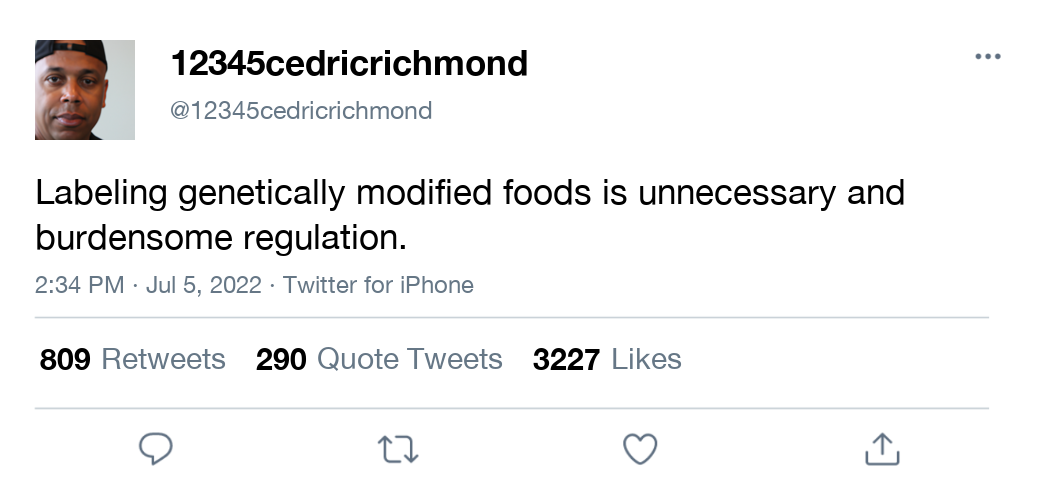 12345cedricrichmond
@12345cedricrichmond
Labeling genetically modified foods is unnecessary and
burdensome regulation.
2:34 PM · Jul 5, 2022 · Twitter for iPhone
809 Retweets 290 Quote Tweets 3227 Likes